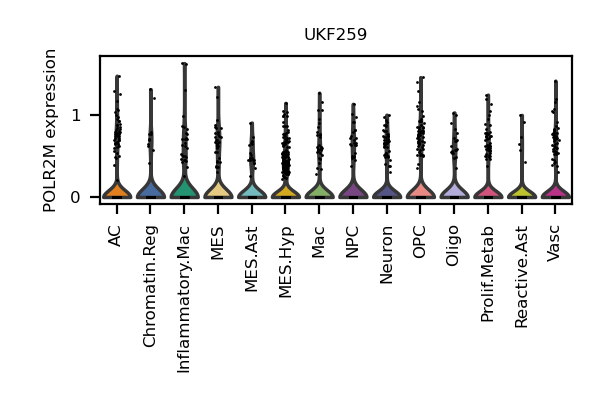 UKF259
POLR2M expression
1
0
AC
Chromatin.Reg
Inflammatory.Mac
MES
MES.Ast
MES.Hyp
Mac
NPC
Neuron
OPC
Oligo
Prolif.Metab
Reactive.Ast
Vasc